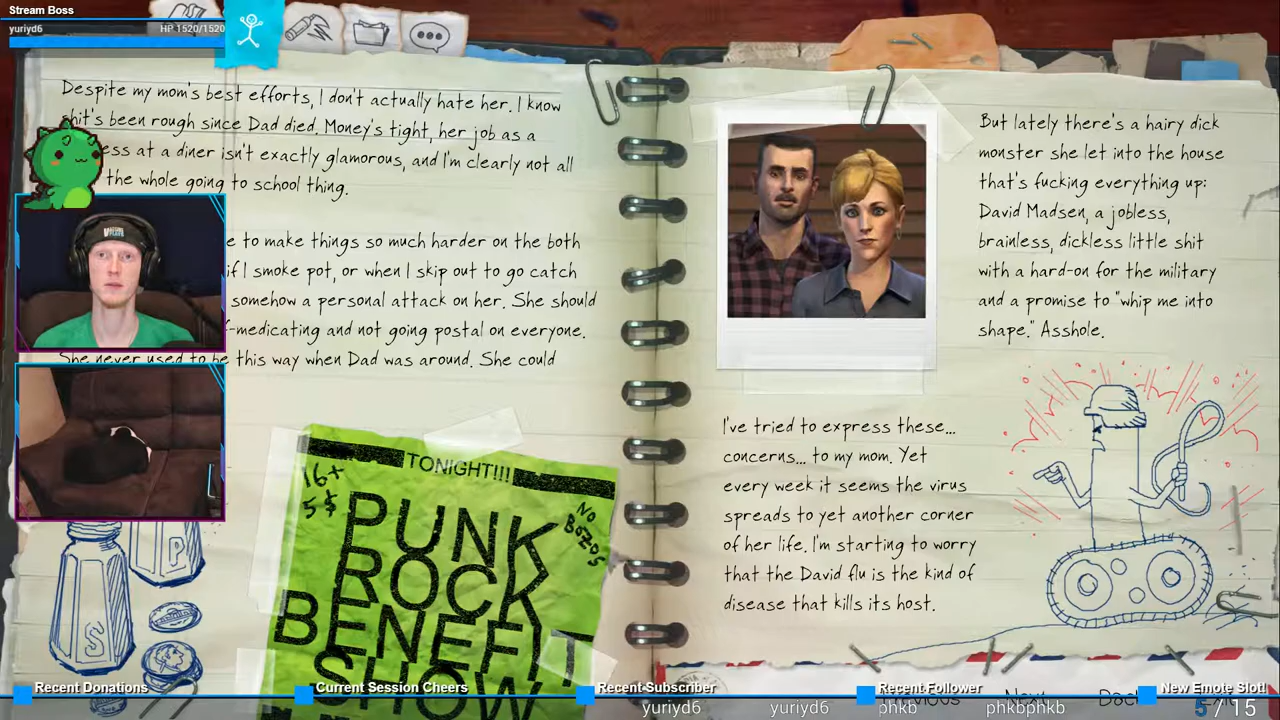 Stream Boss
yuriyd6 HP 1520/1520
Despite my mom's best efforts, I don't actually hate her. I know
shit's been rough since Dad died. Money's tight, her job as a
ess at a diner isn't exactly glamorous, and I'm clearly not all
the whole going to school thing.
e to make things so much harder on the both
if I smoke pot, or when I skip out to go catch
somehow a personal attack on her. She should
f-medicating and not going postal on everyone.
She never used to be this way when Dad was around. She could
TONIGHT!!!
16+
5$
NO
BOZOS
PUNK
ROCK
BENEFIT
SHOW
P
S
But lately there's a hairy dick
monster she let into the house
that's fucking everything up:
David Madsen, a jobless,
brainless, dickless little shit
with a hard-on for the military
and a promise to "whip me into
shape." Asshole.
I've tried to express these...
concerns... to my mom. Yet
every week it seems the virus
spreads to yet another corner
of her life. I'm starting to worry
that the David flu is the kind of
disease that kills its host.
Previous Next Back
5 / 15
Recent Donations
Current Session Cheers
Recent Subscriber
yuriyd6 yuriyd6
Recent Follower
phkb phkbphkb
New Emote Slot!